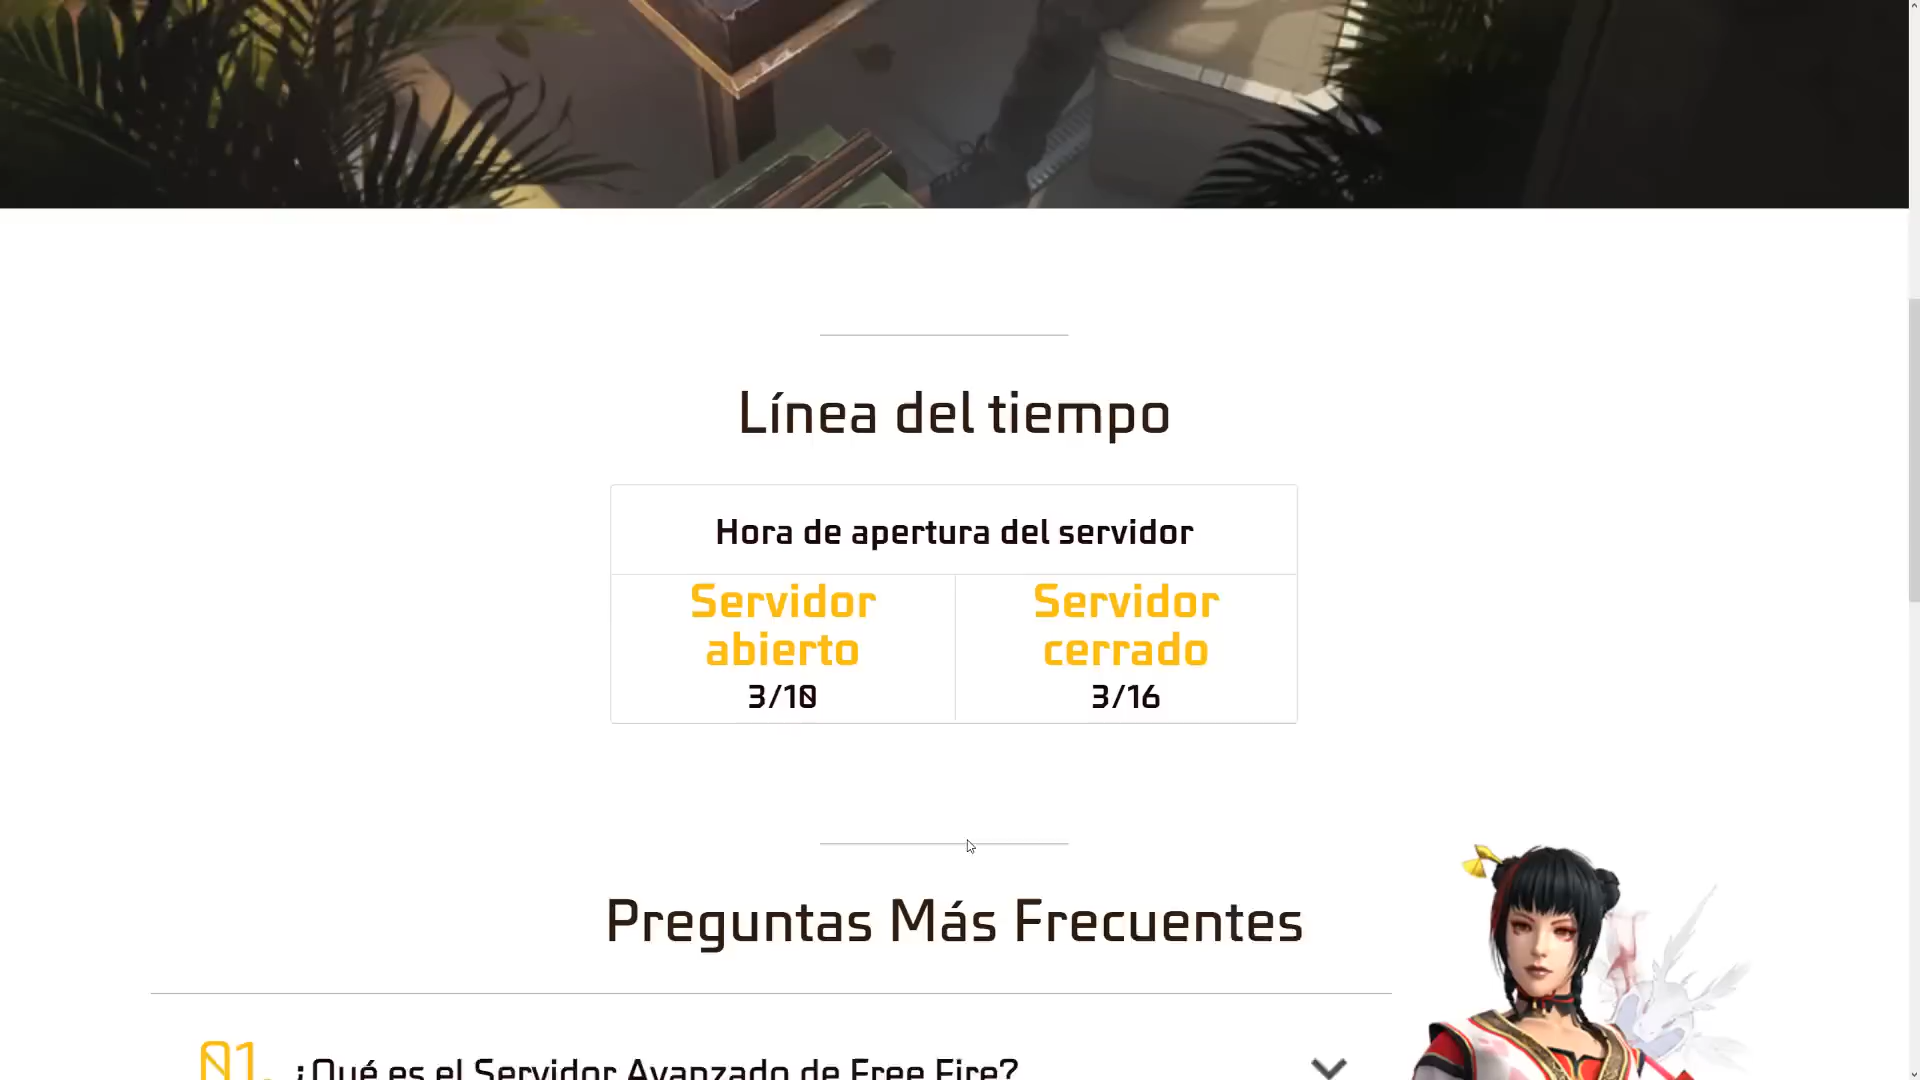 Línea del tiempo
Hora de apertura del servidor
Servidor
abierto
3/10
Servidor
cerrado
3/16
Preguntas Más Frecuentes
01. ¿Qué es el Servidor Avanzado de Free Fire?